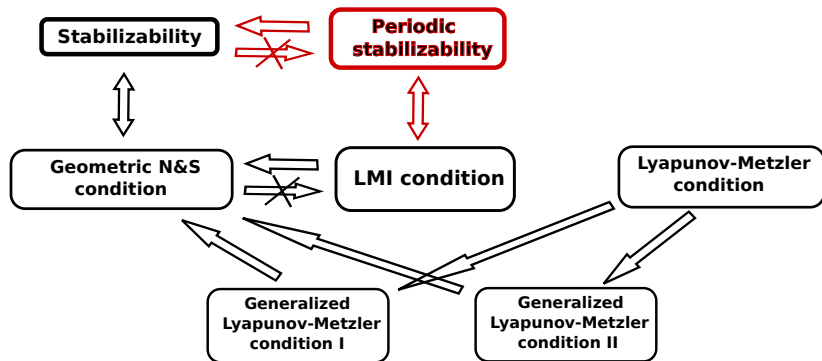 Stabilizability
Periodic
stabilizability
Geometric N&S
condition
LMI condition
Lyapunov-Metzler
condition
Generalized
Lyapunov-Metzler
condition I
Generalized
Lyapunov-Metzler
condition II